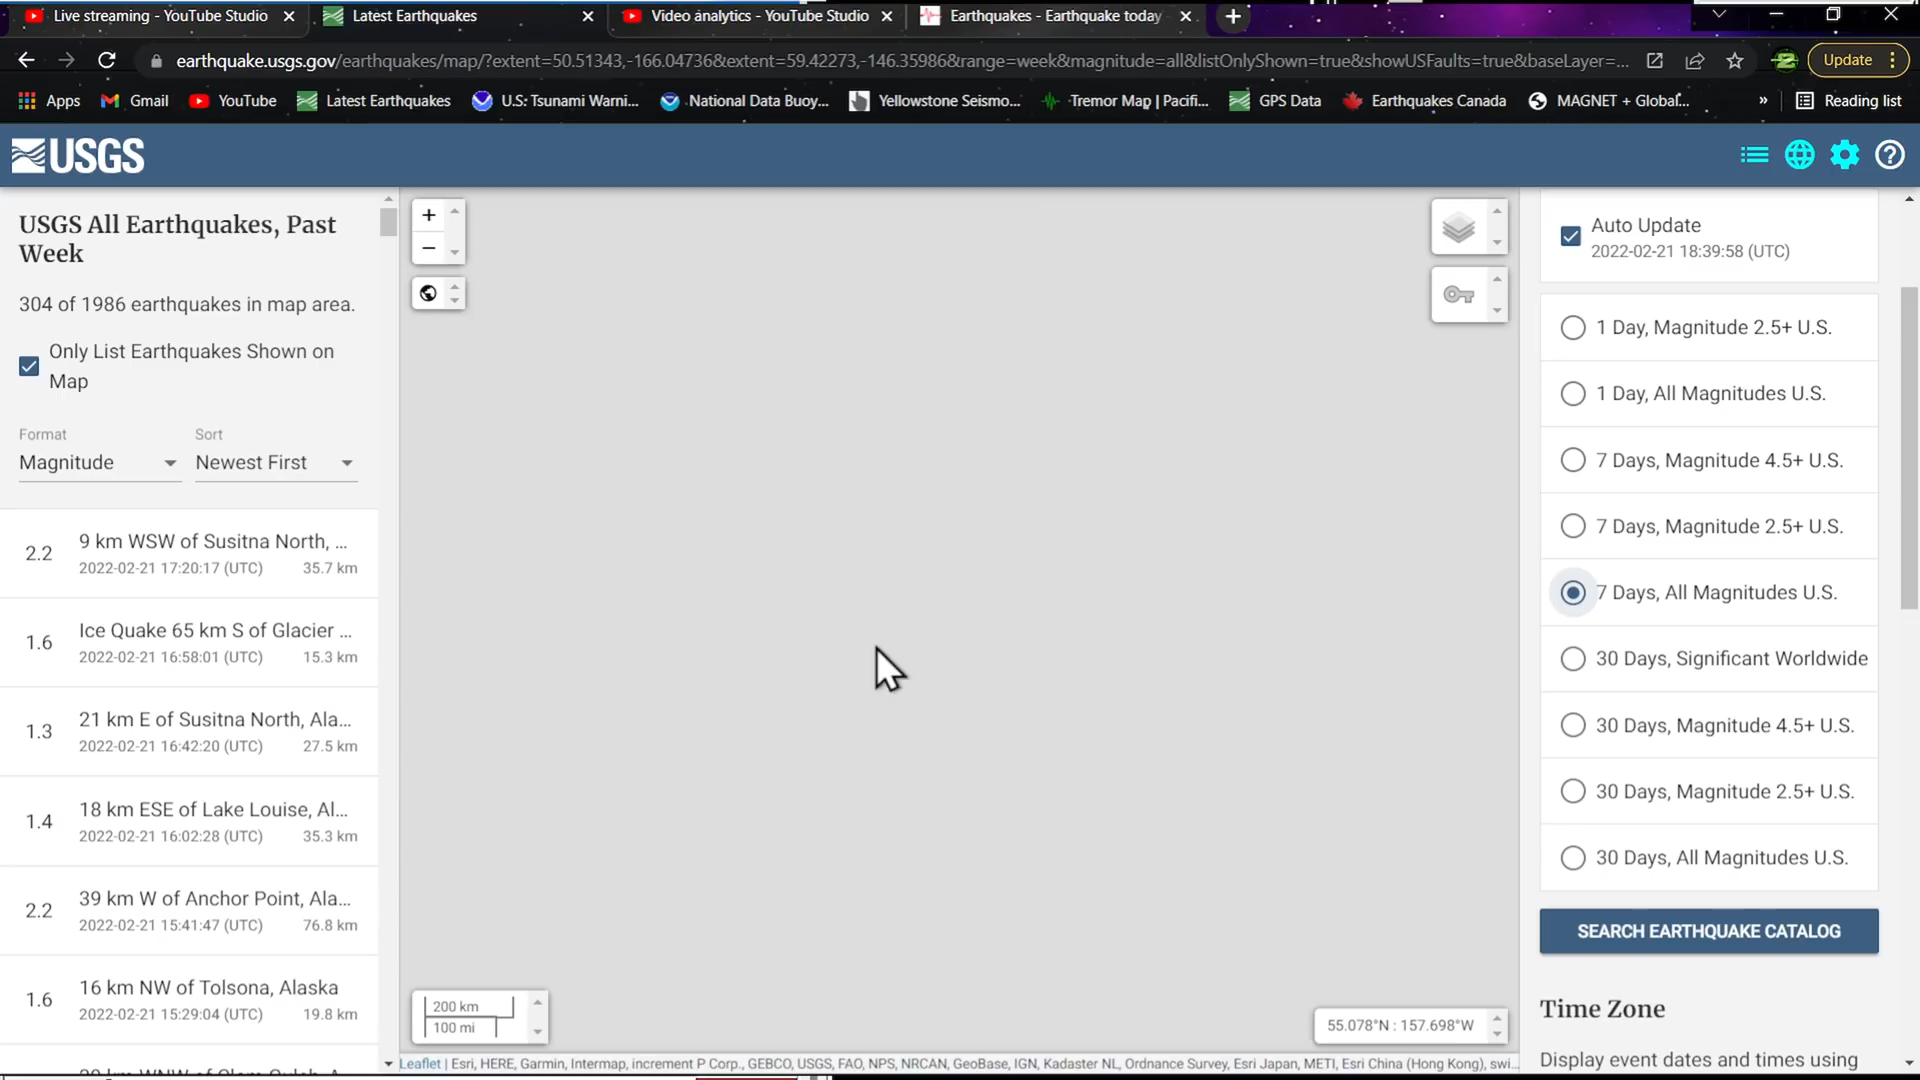 Live streaming - YouTube Studio
Latest Earthquakes
Video analytics - YouTube Studio
Earthquakes - Earthquake today
earthquake.usgs.gov/earthquakes/map/?extent=50.51343,-166.04736&extent=59.42273,-146.35986&range=week&magnitude=all&listOnlyShown=true&showUSFaults=true&baseLayer=...
Update
Apps
Gmail
YouTube
Latest Earthquakes
U.S: Tsunami Warni...
National Data Buoy...
Yellowstone Seismo...
Tremor Map | Pacifi...
GPS Data
Earthquakes Canada
MAGNET + Global...
»
Reading list
USGS
USGS All Earthquakes, Past
Week
304 of 1986 earthquakes in map area.
Only List Earthquakes Shown on
Map
Format
Sort
Magnitude
Newest First
2.2
9 km WSW of Susitna North, ...
2022-02-21 17:20:17 (UTC)
35.7 km
1.6
Ice Quake 65 km S of Glacier ...
2022-02-21 16:58:01 (UTC)
15.3 km
1.3
21 km E of Susitna North, Ala...
2022-02-21 16:42:20 (UTC)
27.5 km
1.4
18 km ESE of Lake Louise, Al...
2022-02-21 16:02:28 (UTC)
35.3 km
2.2
39 km W of Anchor Point, Ala...
2022-02-21 15:41:47 (UTC)
76.8 km
1.6
16 km NW of Tolsona, Alaska
2022-02-21 15:29:04 (UTC)
19.8 km
+
−
200 km
100 mi
55.078°N : 157.698°W
Leaflet | Esri, HERE, Garmin, Intermap, increment P Corp., GEBCO, USGS, FAO, NPS, NRCAN, GeoBase, IGN, Kadaster NL, Ordnance Survey, Esri Japan, METI, Esri China (Hong Kong), swi...
Auto Update
2022-02-21 18:39:58 (UTC)
1 Day, Magnitude 2.5+ U.S.
1 Day, All Magnitudes U.S.
7 Days, Magnitude 4.5+ U.S.
7 Days, Magnitude 2.5+ U.S.
7 Days, All Magnitudes U.S.
30 Days, Significant Worldwide
30 Days, Magnitude 4.5+ U.S.
30 Days, Magnitude 2.5+ U.S.
30 Days, All Magnitudes U.S.
SEARCH EARTHQUAKE CATALOG
Time Zone
Display event dates and times using